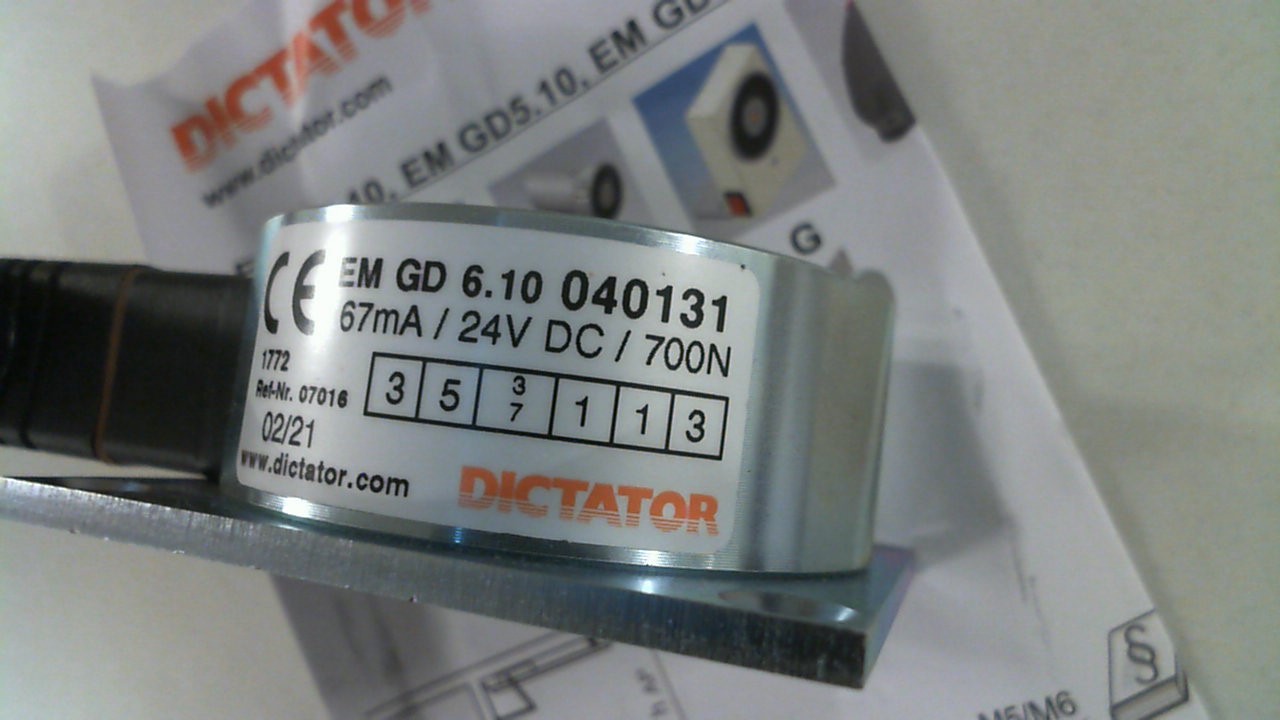 DICTATOR
www.dictator.com
.10, EM GD5.10, EM GD
G
CE
EM GD 6.10 040131
67mA / 24V DC / 700N
1772
Ref-Nr. 07016
02/21
3 5 3/7 1 1 3
www.dictator.com
DICTATOR
§
M5/M6